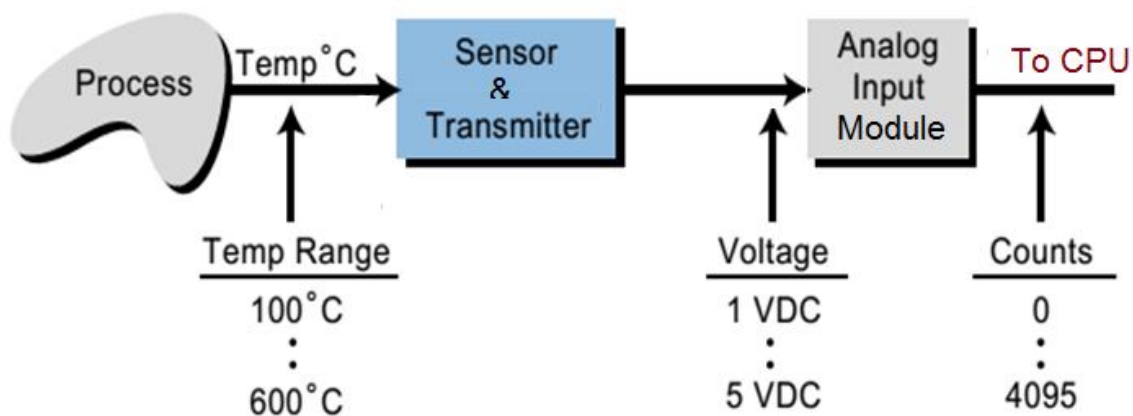 Process
Temp°C
Sensor
&
Transmitter
Analog
Input
Module
To CPU
Temp Range
100°C
600°C
Voltage
1 VDC
5 VDC
Counts
0
4095